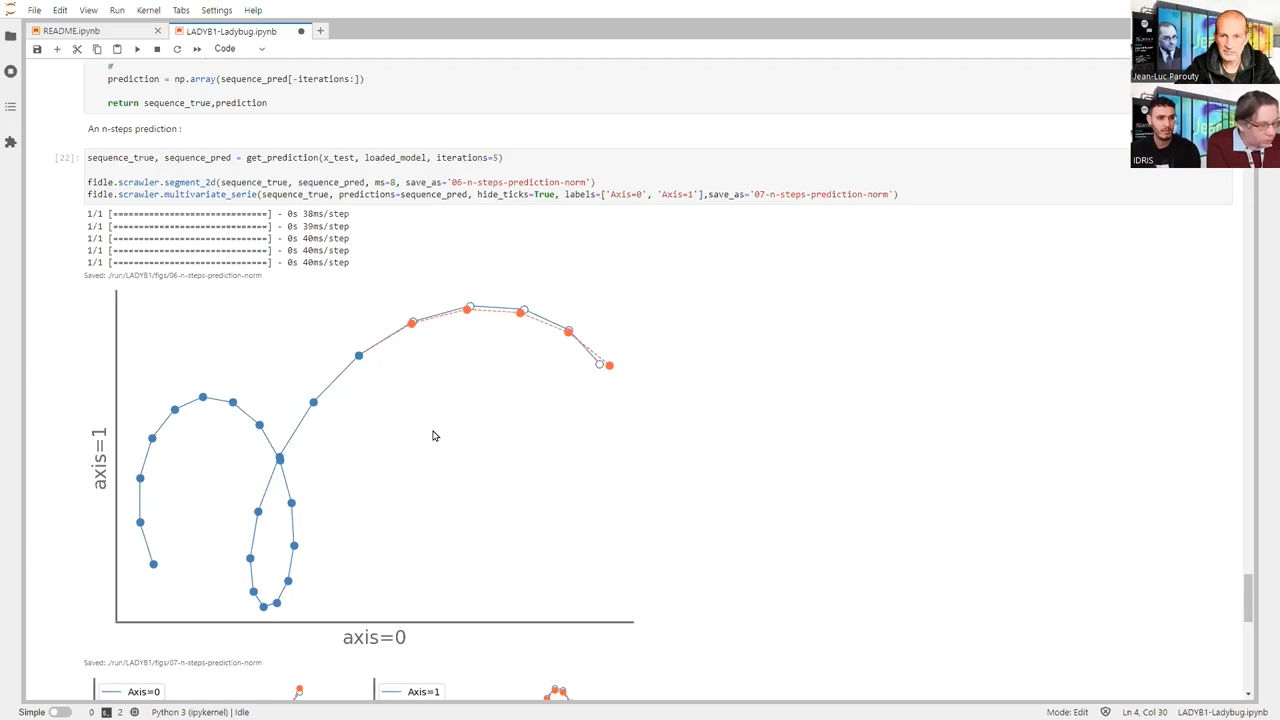 File Edit View Run Kernel Tabs Settings Help
README.ipynb
LADYB1-Ladybug.ipynb
Code
#
prediction = np.array(sequence_pred[-iterations:])
return sequence_true,prediction
An n-steps prediction :
[22]:
sequence_true, sequence_pred = get_prediction(x_test, loaded_model, iterations=5)
fidle.scrawler.segment_2d(sequence_true, sequence_pred, ms=8, save_as='06-n-steps-prediction-norm')
fidle.scrawler.multivariate_serie(sequence_true, predictions=sequence_pred, hide_ticks=True, labels=['Axis=0', 'Axis=1'],save_as='07-n-steps-prediction-norm')
1/1 [==============================] - 0s 38ms/step
1/1 [==============================] - 0s 39ms/step
1/1 [==============================] - 0s 40ms/step
1/1 [==============================] - 0s 40ms/step
1/1 [==============================] - 0s 40ms/step
Saved: ./run/LADYB1/figs/06-n-steps-prediction-norm
axis=1
axis=0
Saved: ./run/LADYB1/figs/07-n-steps-prediction-norm
Axis=0
Axis=1
Simple 0 2 Python 3 (ipykernel) | Idle
Mode: Edit Ln 4, Col 30 LADYB1-Ladybug.ipynb
Jean-Luc Parouty
IDRIS